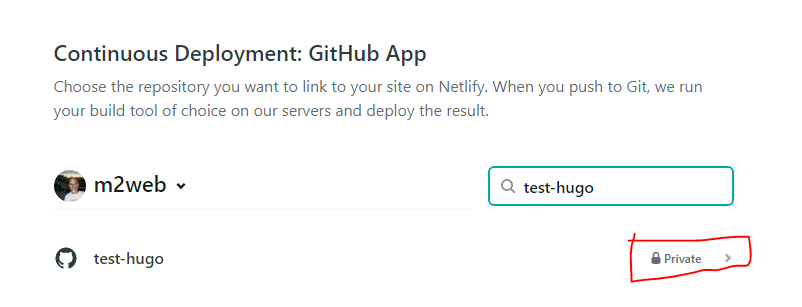 Continuous Deployment: GitHub App
Choose the repository you want to link to your site on Netlify. When you push to Git, we run
your build tool of choice on our servers and deploy the result.
m2web
test-hugo
test-hugo
Private